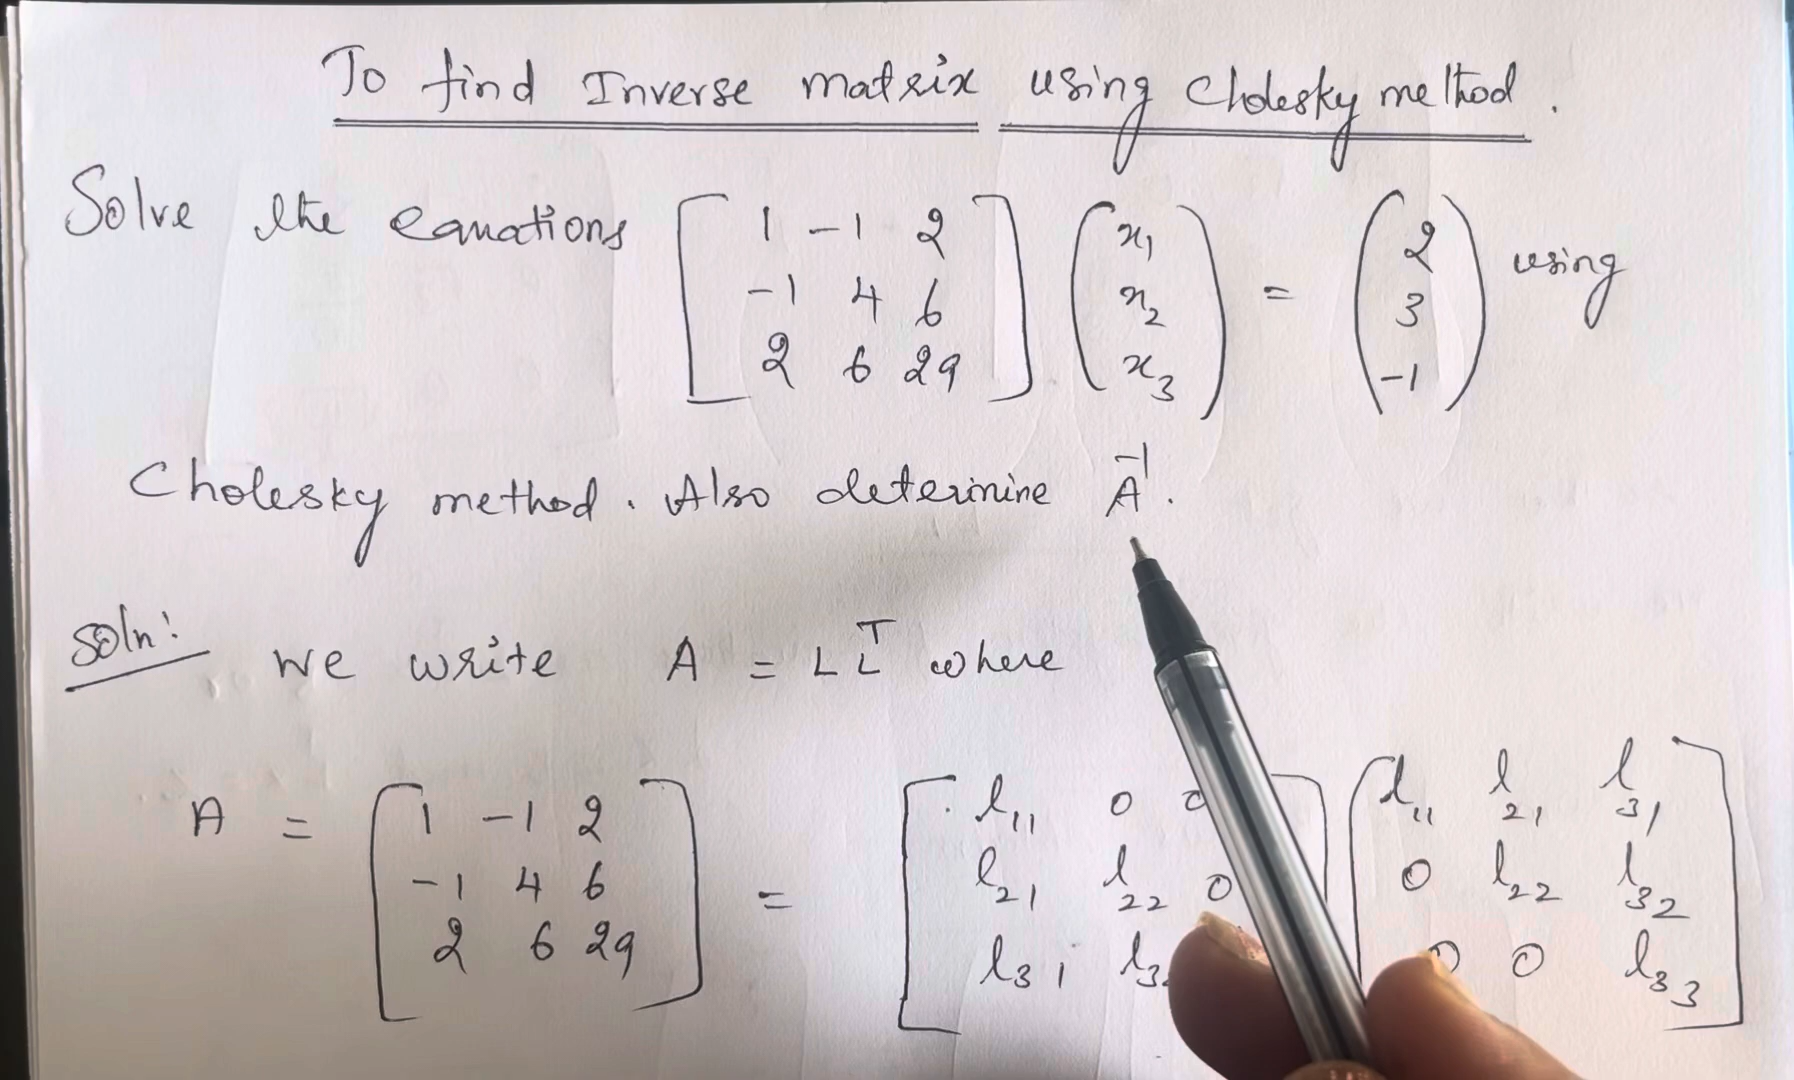 To find Inverse matrix using Cholesky method.
Solve the equations [1 -1 2; -1 4 6; 2 6 29] (x₁; x₂; x₃) = (2; 3; -1) using
Cholesky method. Also determine A⁻¹.
Soln: We write A = L Lᵀ where
A = [1 -1 2; -1 4 6; 2 6 29] = [l₁₁ 0 0; l₂₁ l₂₂ 0; l₃₁ l₃] [l₁₁ l₂₁ l₃₁; 0 l₂₂ l₃₂; 0 0 l₃₃]